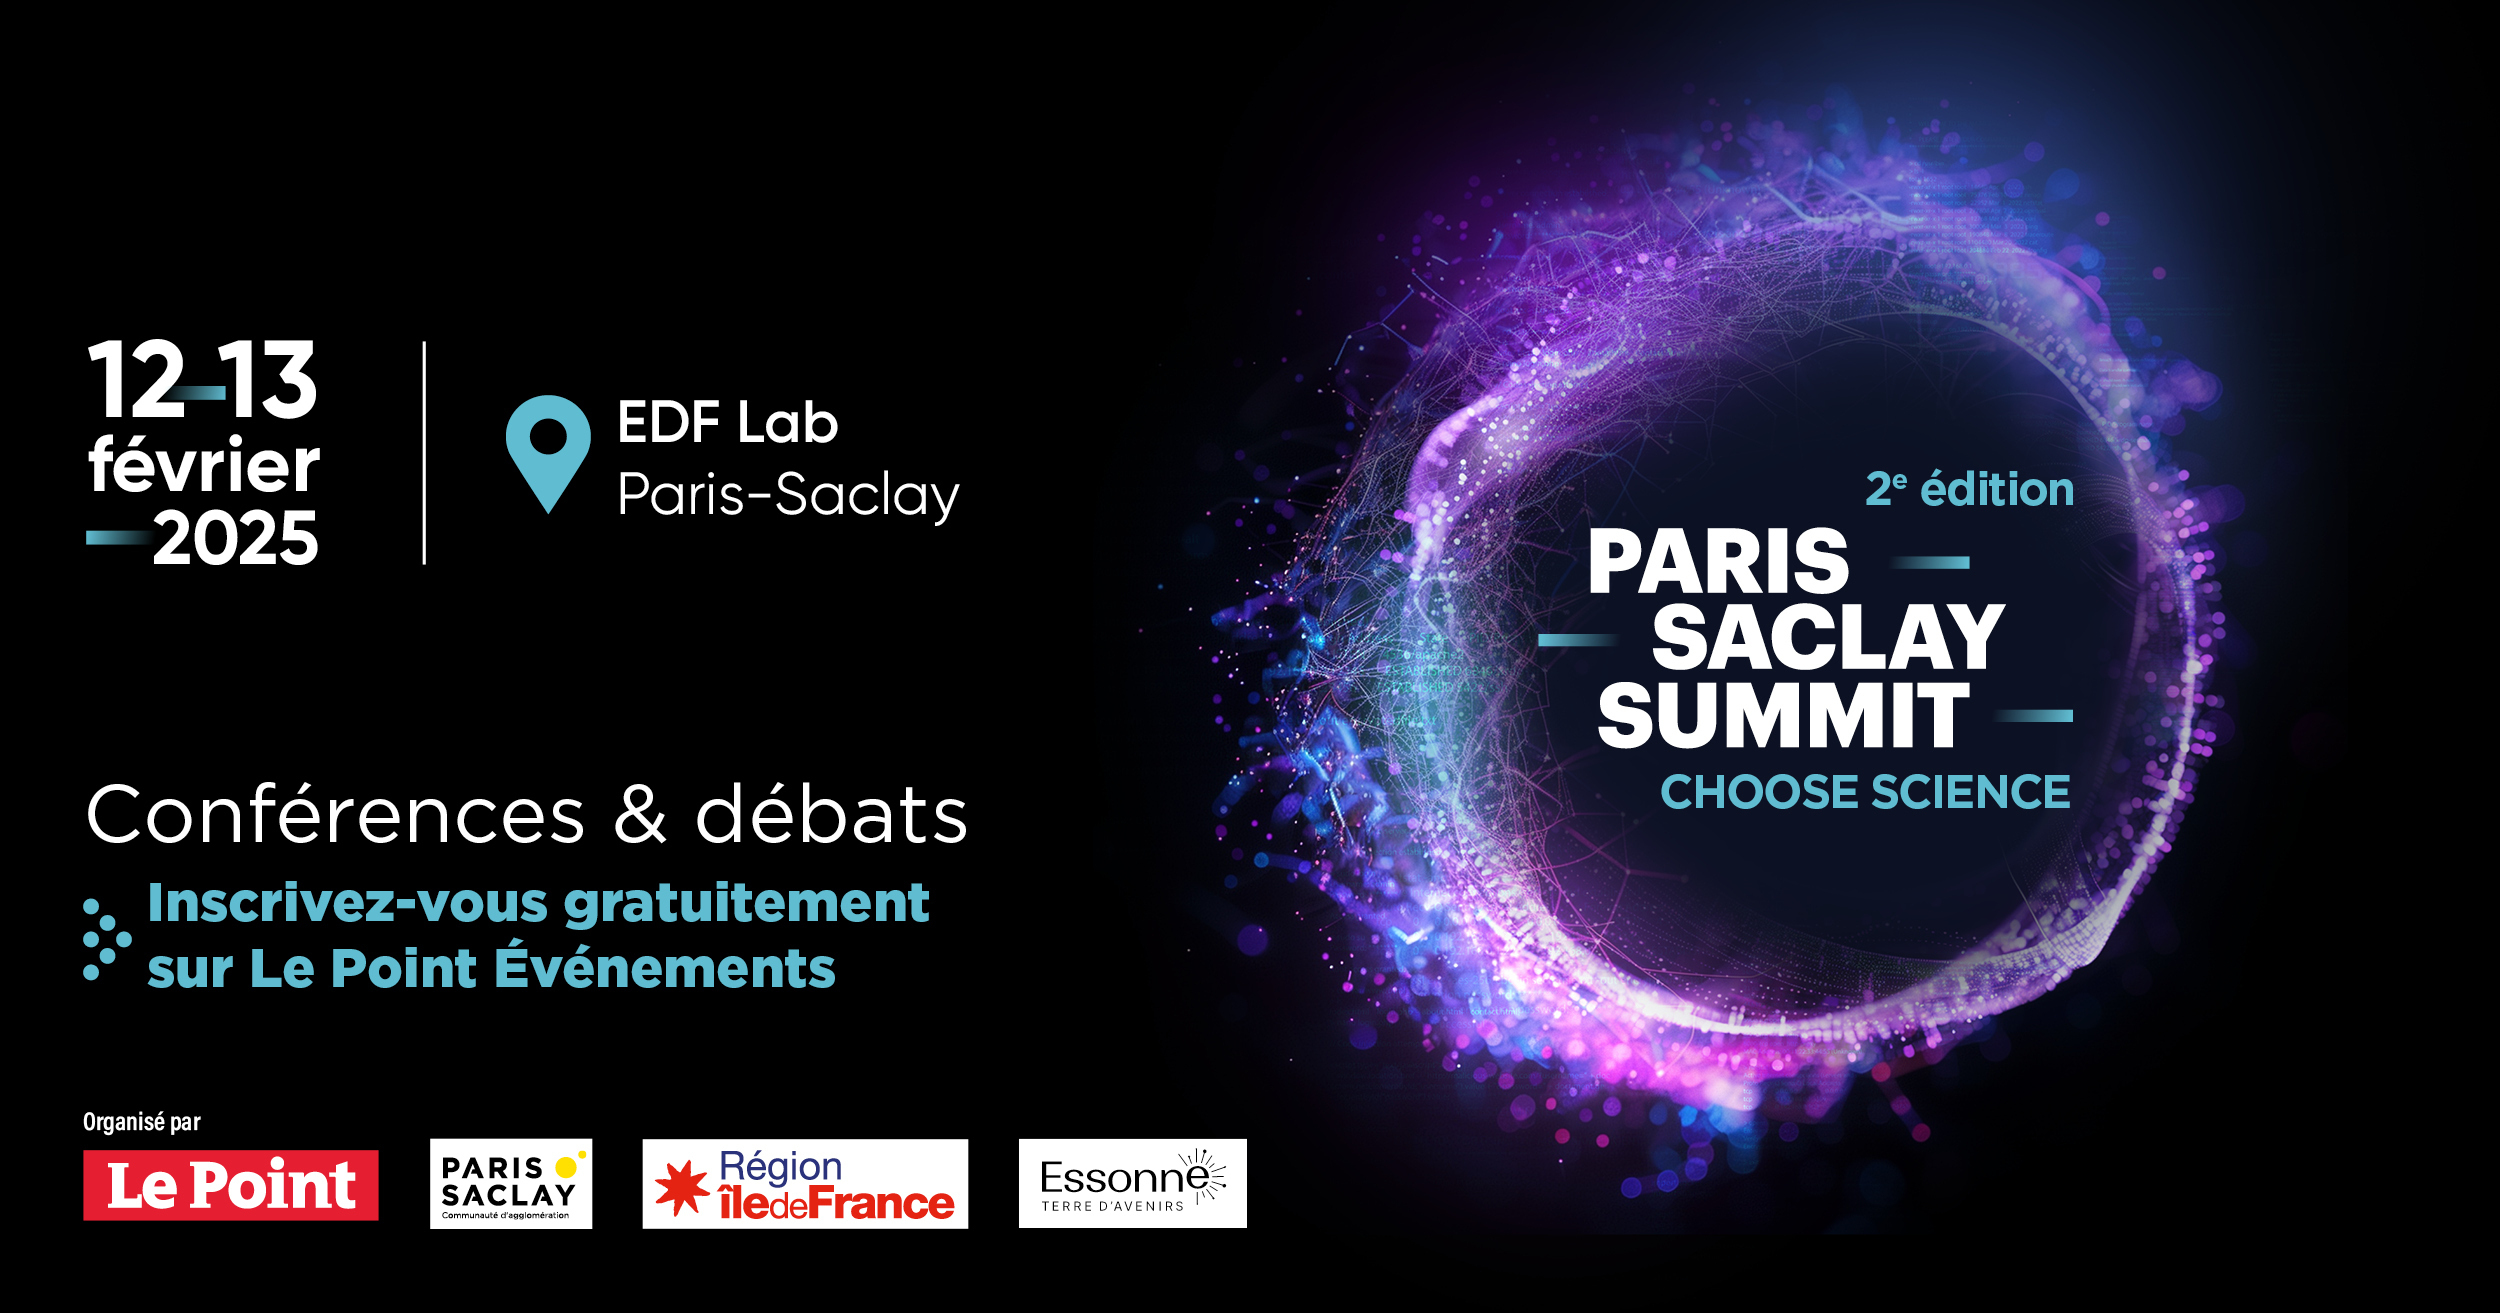 12-13
février
2025
EDF Lab
Paris-Saclay
Conférences & débats
Inscrivez-vous gratuitement
sur Le Point Événements
2e édition
PARIS
SACLAY
SUMMIT
CHOOSE SCIENCE
Organisé par
Le Point
PARIS
SACLAY
Communauté d'agglomération
Région
îledeFrance
Essonne
TERRE D'AVENIRS